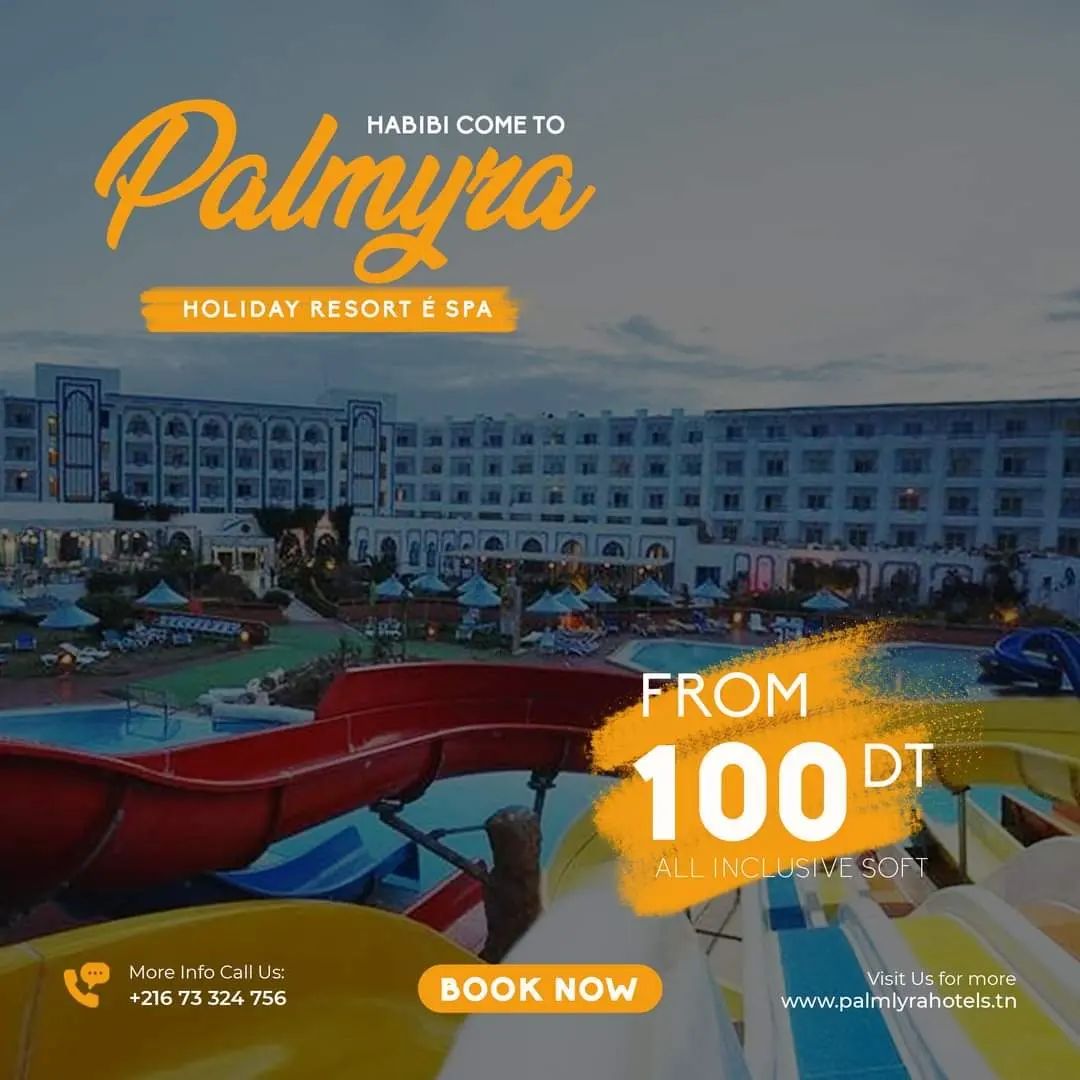 HABIBI COME TO
Palmyra
HOLIDAY RESORT É SPA
FROM
100 DT
ALL INCLUSIVE SOFT
More Info Call Us:
+216 73 324 756
BOOK NOW
Visit Us for more
www.palmlyrahotels.tn